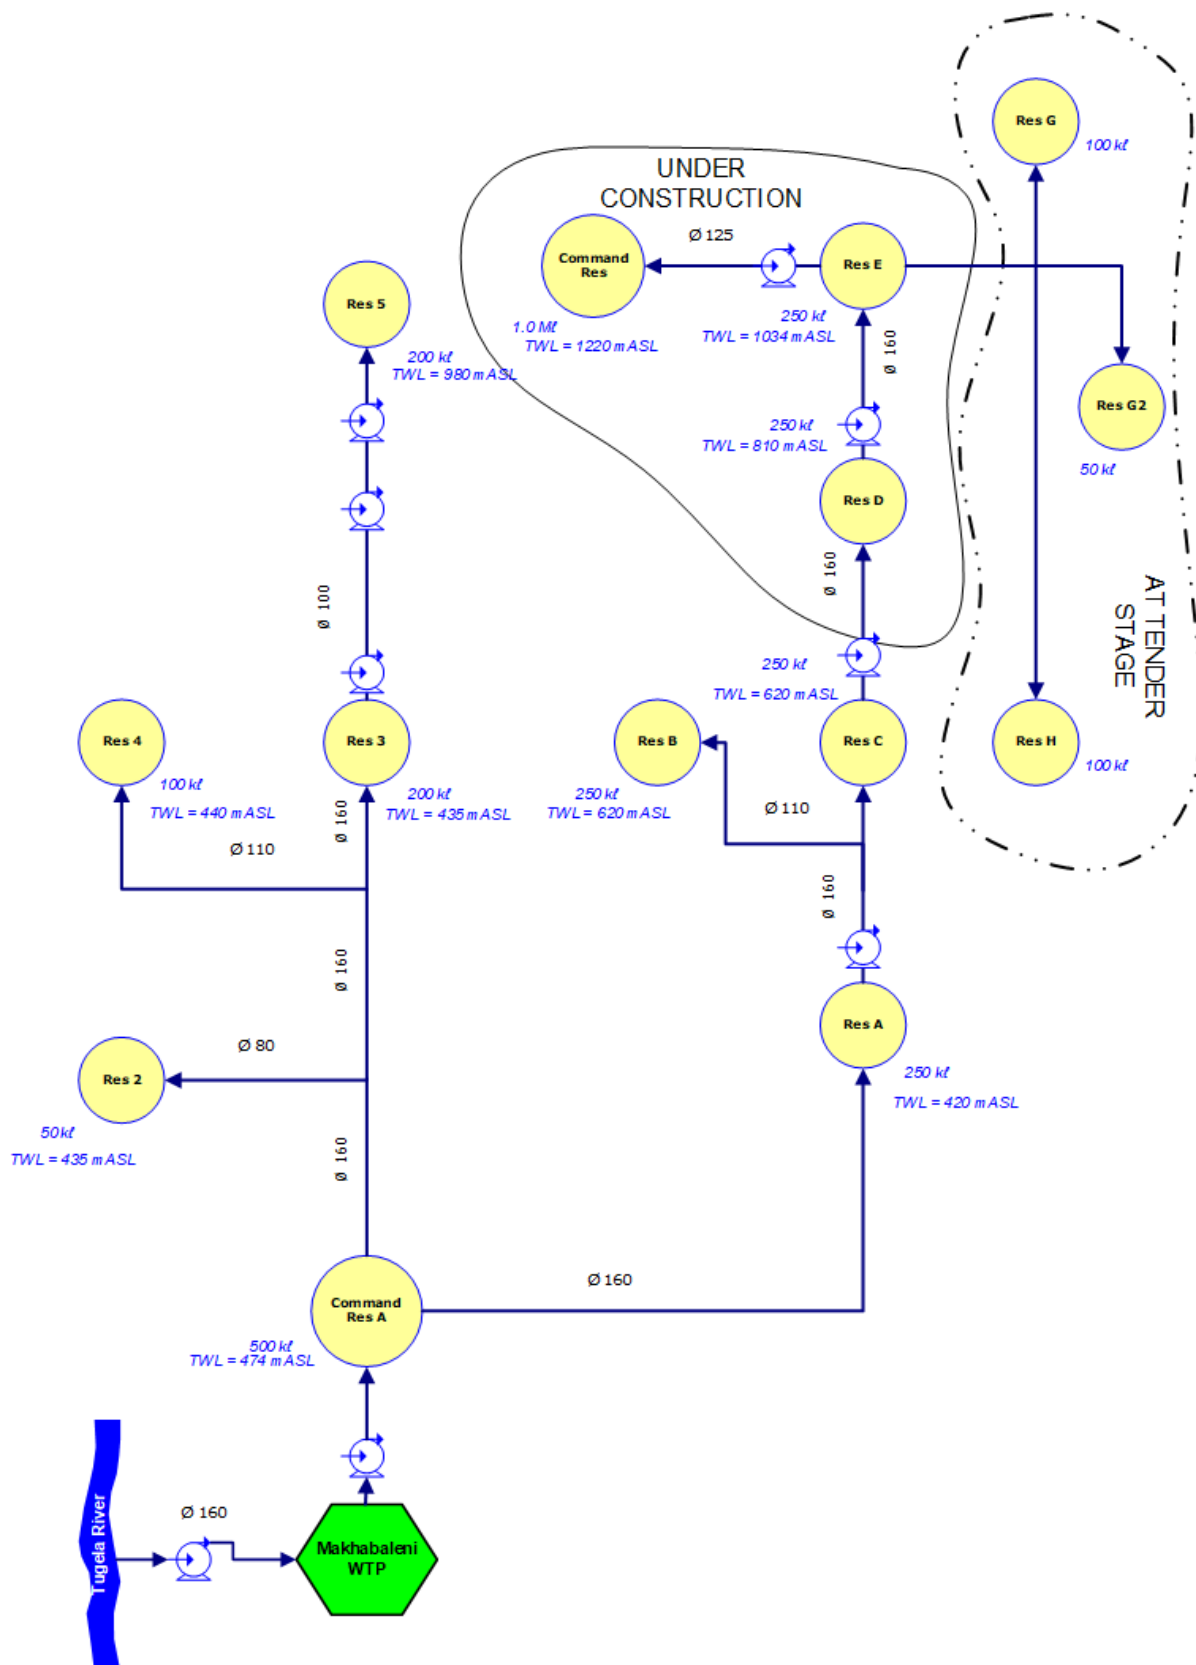 Res G
100 kℓ
UNDER
CONSTRUCTION
Ø 125
Command
Res
Res E
1.0 Mℓ
TWL = 1220 m ASL
250 kℓ
TWL = 1034 m ASL
Ø 160
Res 5
200 kℓ
TWL = 980 m ASL
Res G2
50 kℓ
250 kℓ
TWL = 810 m ASL
Res D
Ø 160
Ø 100
AT TENDER
STAGE
250 kℓ
TWL = 620 m ASL
Res 4
Res 3
Res B
Res C
Res H
100 kℓ
TWL = 440 m ASL
200 kℓ
TWL = 435 m ASL
250 kℓ
TWL = 620 m ASL
100 kℓ
Ø 160
Ø 110
Ø 110
Ø 160
Ø 160
Res A
250 kℓ
TWL = 420 m ASL
Ø 80
Res 2
50 kℓ
TWL = 435 m ASL
Ø 160
Ø 160
Command
Res A
500 kℓ
TWL = 474 m ASL
Tugela River
Ø 160
Makhabaleni
WTP